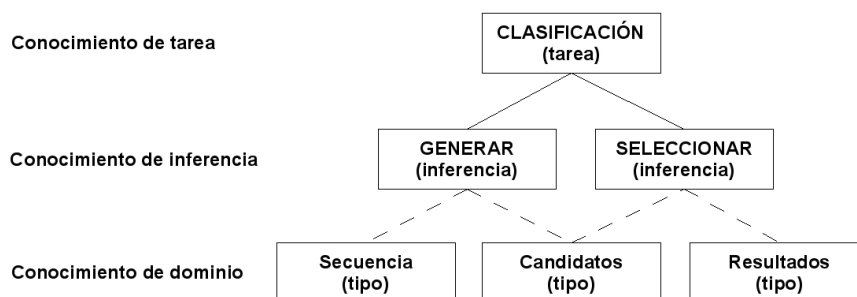 Conocimiento de tarea
CLASIFICACIÓN
(tarea)
Conocimiento de inferencia
GENERAR
(inferencia)
SELECCIONAR
(inferencia)
Conocimiento de dominio
Secuencia
(tipo)
Candidatos
(tipo)
Resultados
(tipo)